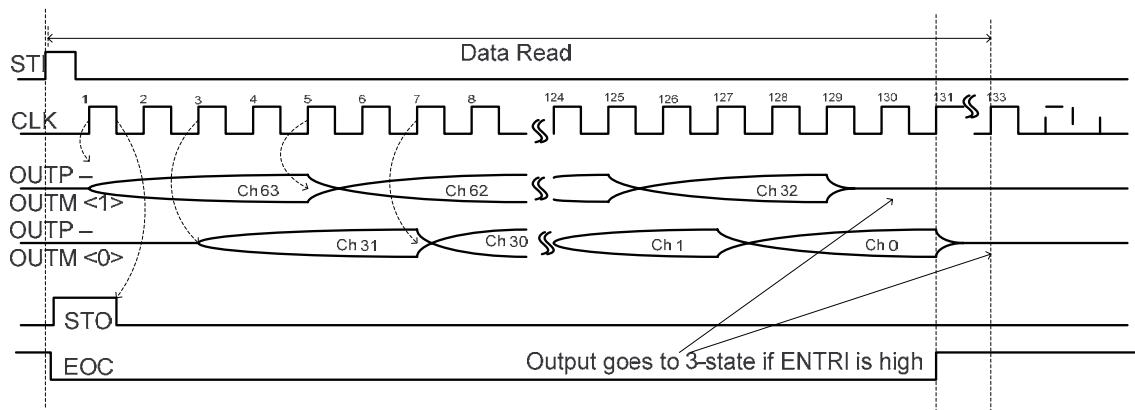 Data Read
STI
1 2 3 4 5 6 7 8 124 125 126 127 128 129 130 131 133
CLK
OUTP –
OUTM <1>
Ch 63 Ch 62 Ch 32
OUTP –
OUTM <0>
Ch 31 Ch 30 Ch 1 Ch 0
STO
EOC
Output goes to 3-state if ENTRI is high